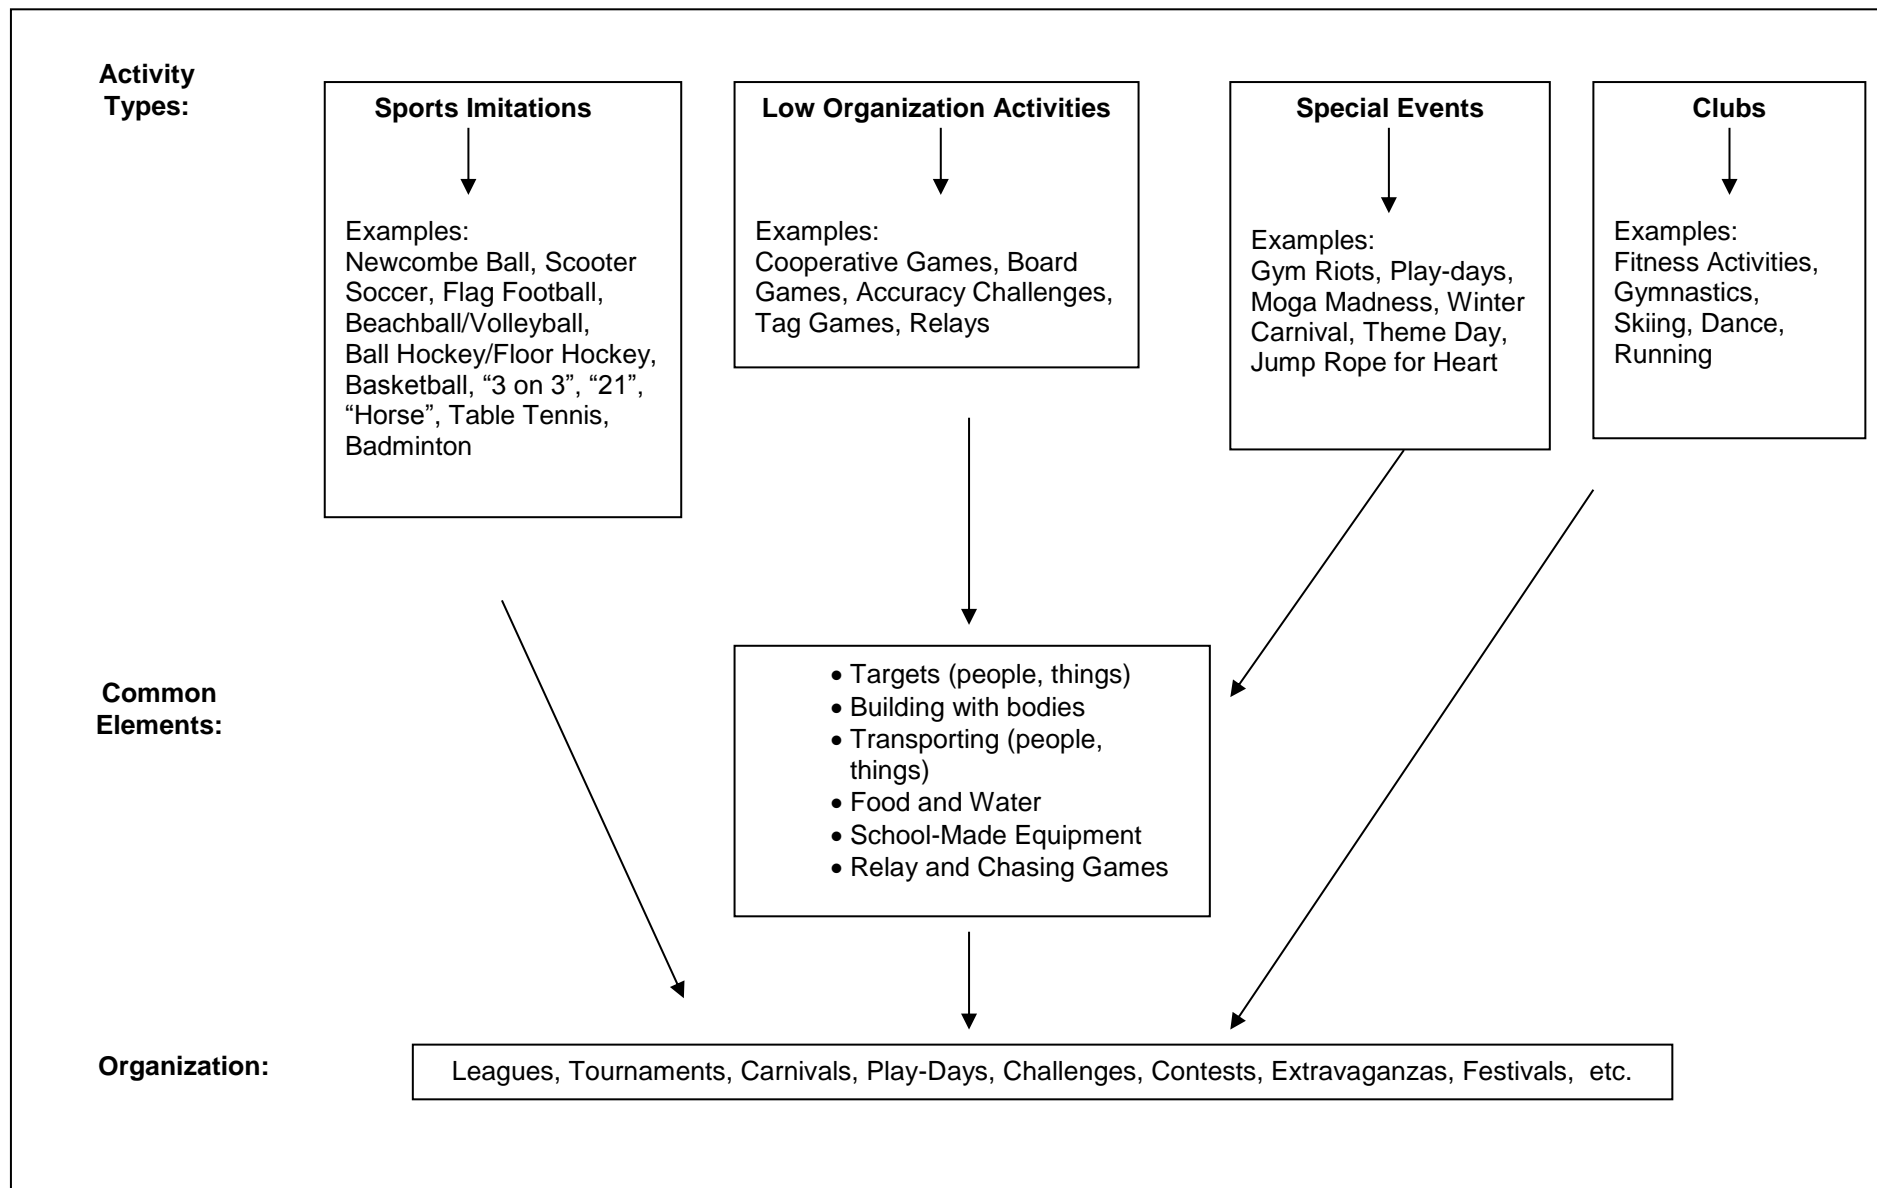 Activity
Types:
Sports Imitations
Examples:
Newcombe Ball, Scooter
Soccer, Flag Football,
Beachball/Volleyball,
Ball Hockey/Floor Hockey,
Basketball, “3 on 3”, “21”,
“Horse”, Table Tennis,
Badminton
Low Organization Activities
Examples:
Cooperative Games, Board
Games, Accuracy Challenges,
Tag Games, Relays
Special Events
Examples:
Gym Riots, Play-days,
Moga Madness, Winter
Carnival, Theme Day,
Jump Rope for Heart
Clubs
Examples:
Fitness Activities,
Gymnastics,
Skiing, Dance,
Running
Common
Elements:
• Targets (people, things)
• Building with bodies
• Transporting (people,
things)
• Food and Water
• School-Made Equipment
• Relay and Chasing Games
Organization:
Leagues, Tournaments, Carnivals, Play-Days, Challenges, Contests, Extravaganzas, Festivals, etc.